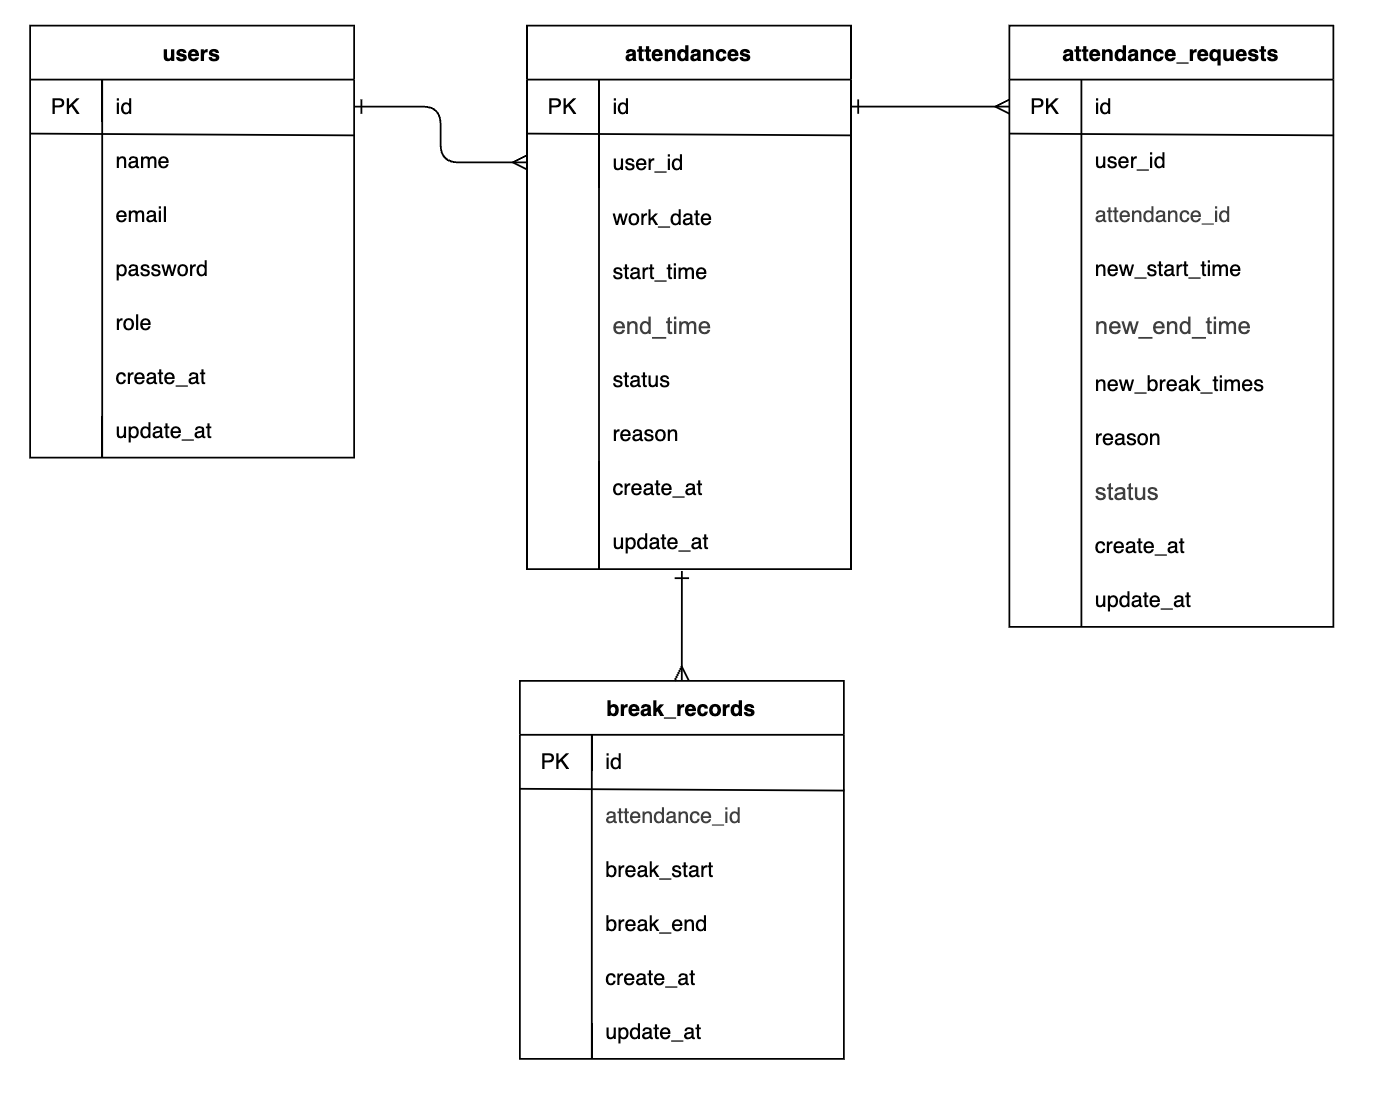 users
PK id
name
email
password
role
create_at
update_at
attendances
PK id
user_id
work_date
start_time
end_time
status
reason
create_at
update_at
attendance_requests
PK id
user_id
attendance_id
new_start_time
new_end_time
new_break_times
reason
status
create_at
update_at
break_records
PK id
attendance_id
break_start
break_end
create_at
update_at